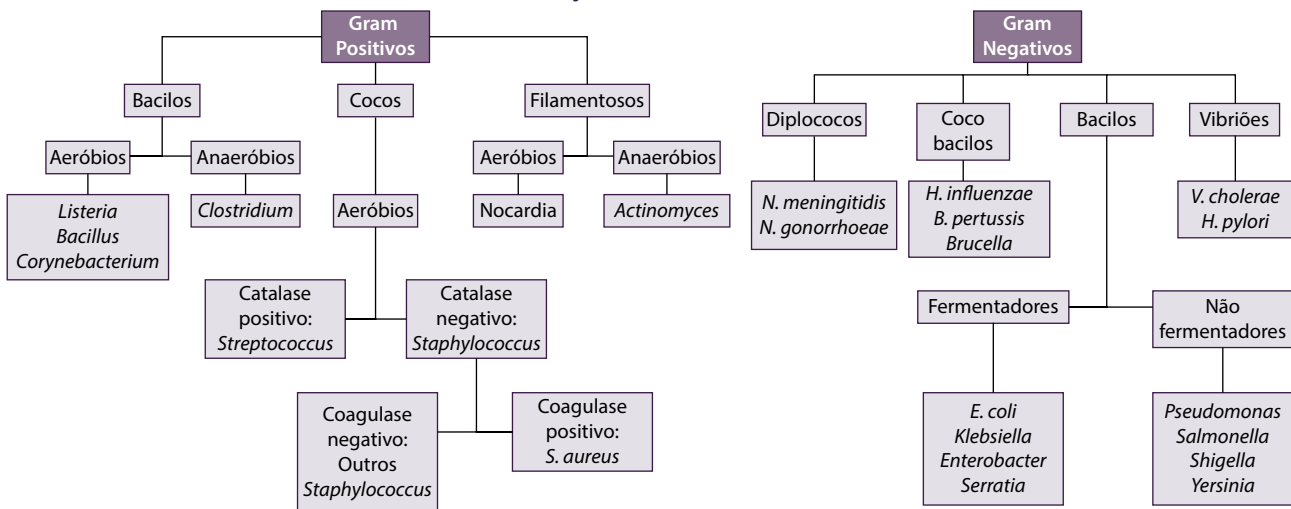 Gram
Positivos
Bacilos
Cocos
Filamentosos
Aeróbios
Anaeróbios
Aeróbios
Anaeróbios
Listeria
Bacillus
Corynebacterium
Clostridium
Aeróbios
Nocardia
Actinomyces
Catalase
positivo:
Streptococcus
Catalase
negativo:
Staphylococcus
Coagulase
negativo:
Outros
Staphylococcus
Coagulase
positivo:
S. aureus
Gram
Negativos
Diplococos
Coco
bacilos
Bacilos
Vibriões
N. meningitidis
N. gonorrhoeae
H. influenzae
B. pertussis
Brucella
V. cholerae
H. pylori
Fermentadores
Não
fermentadores
E. coli
Klebsiella
Enterobacter
Serratia
Pseudomonas
Salmonella
Shigella
Yersinia